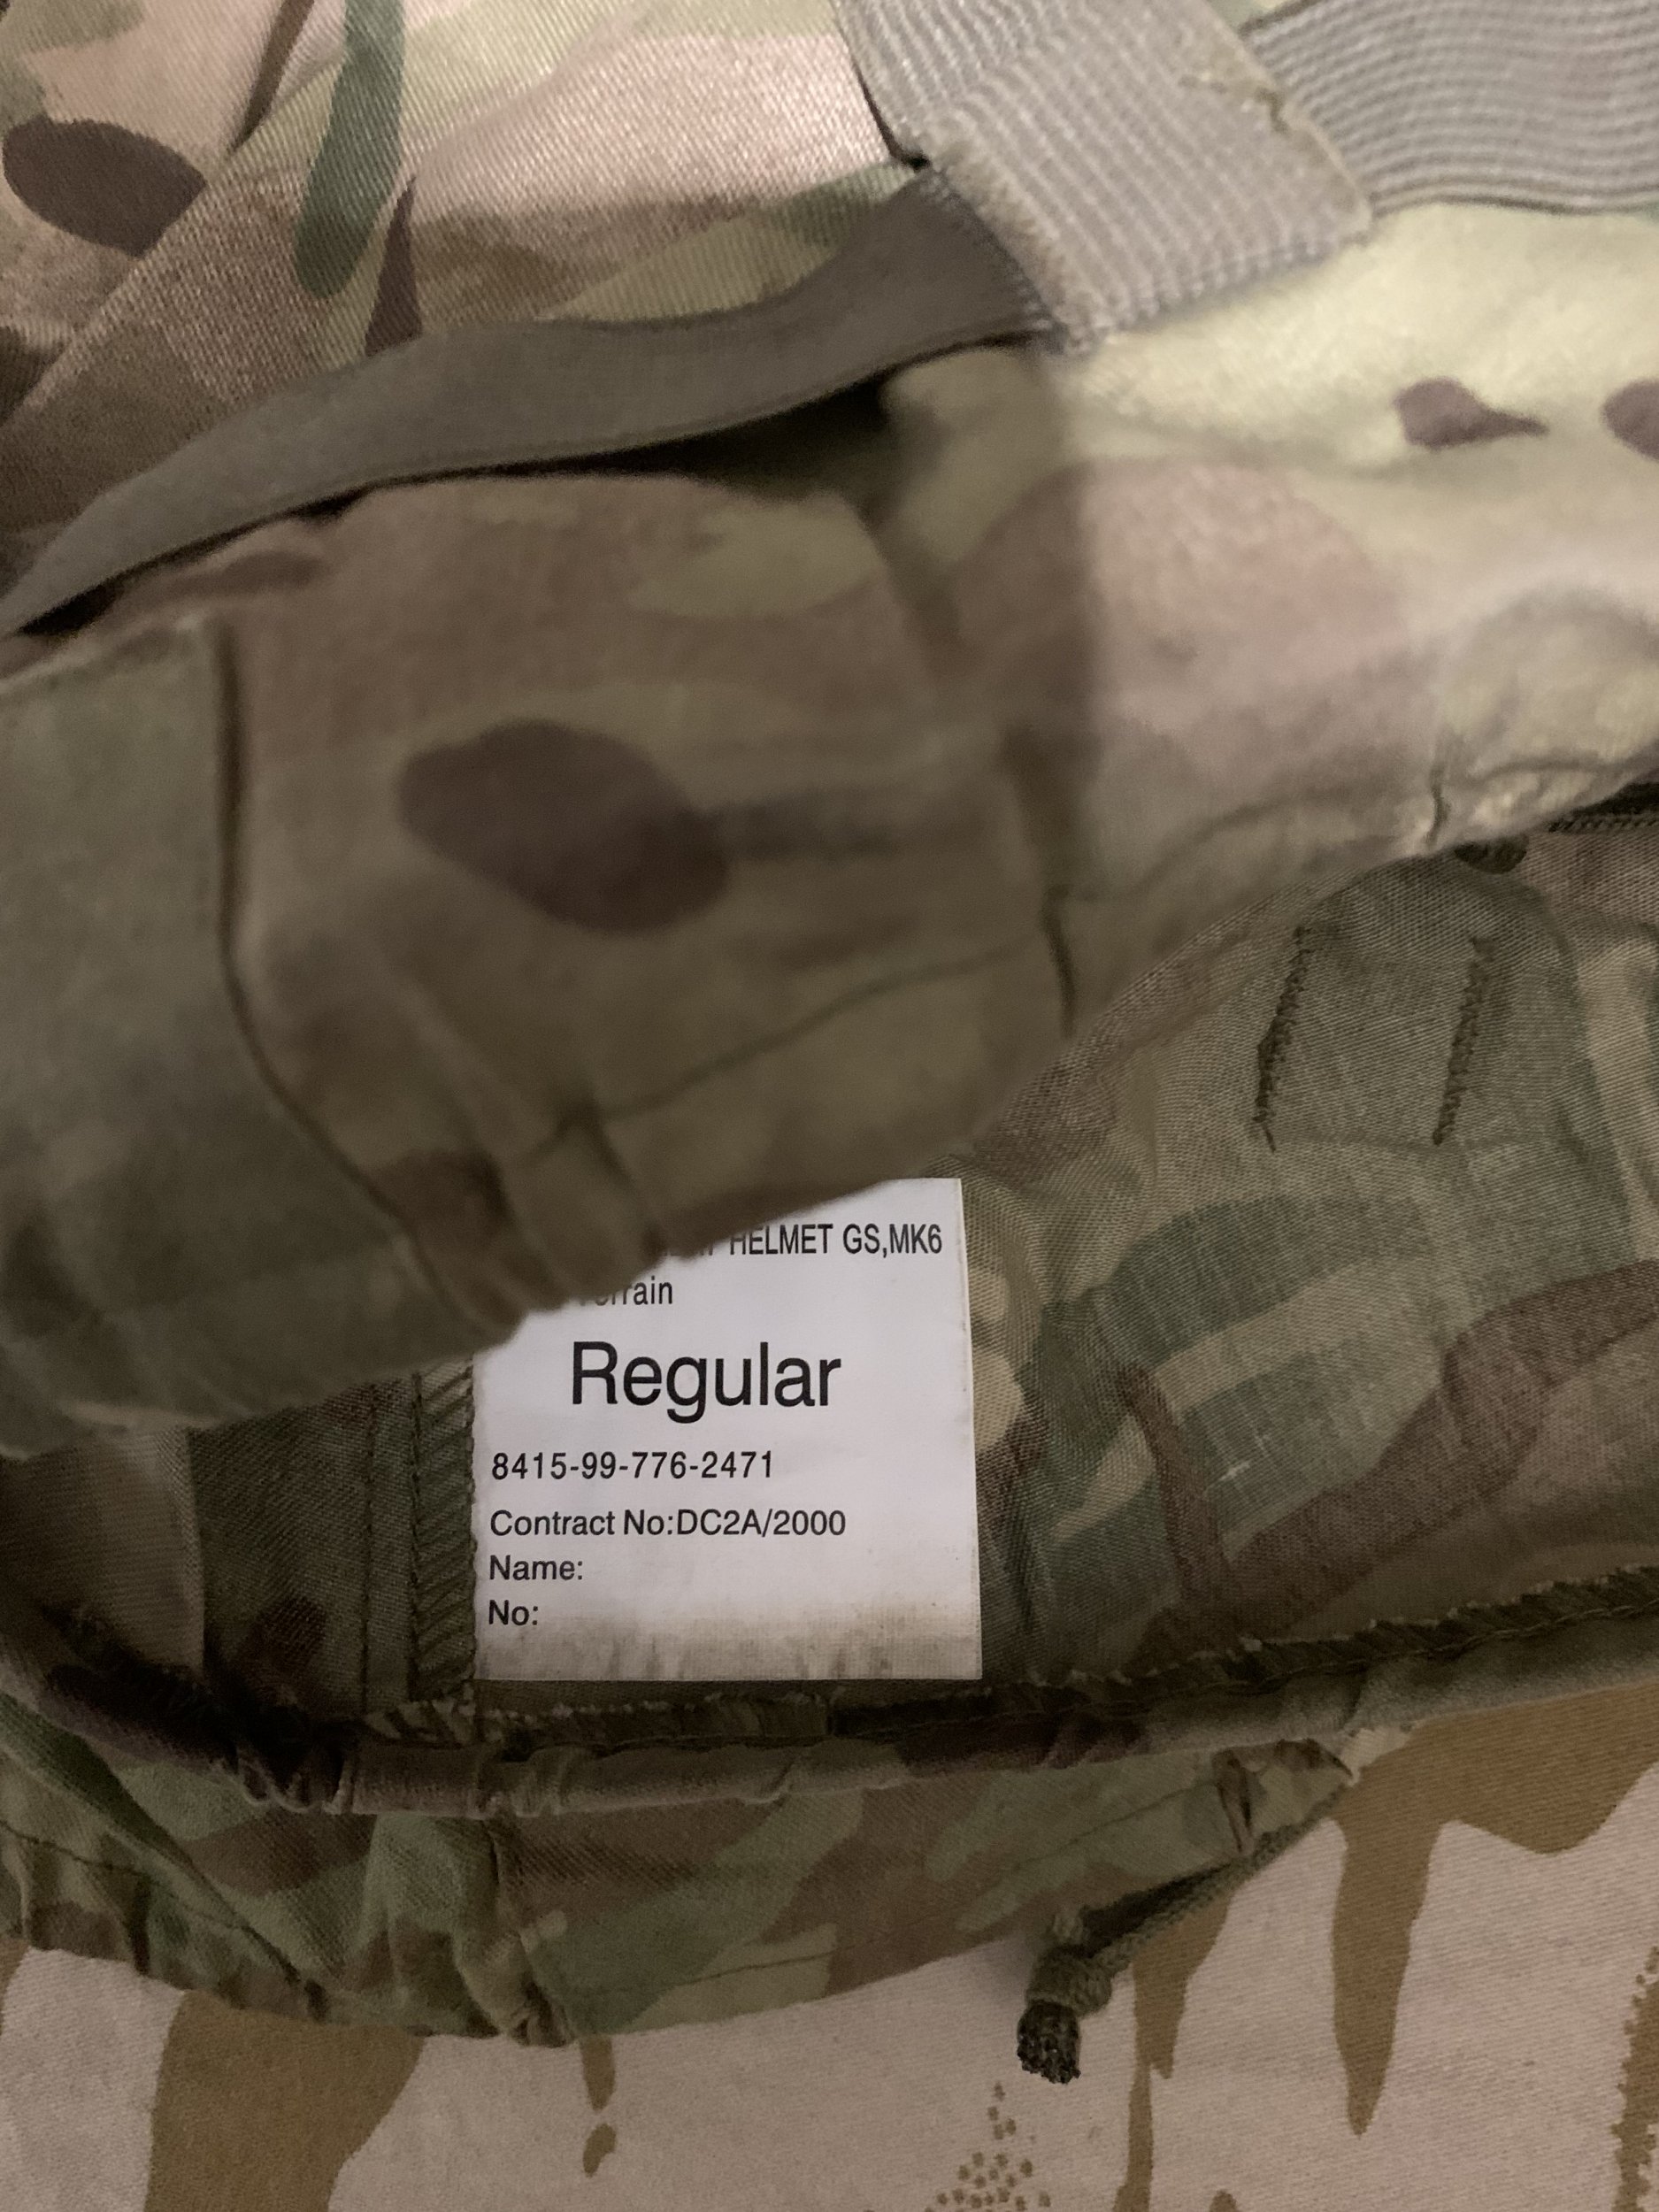 HELMET GS,MK6
Regular
8415-99-776-2471
Contract No:DC2A/2000
Name:
No: